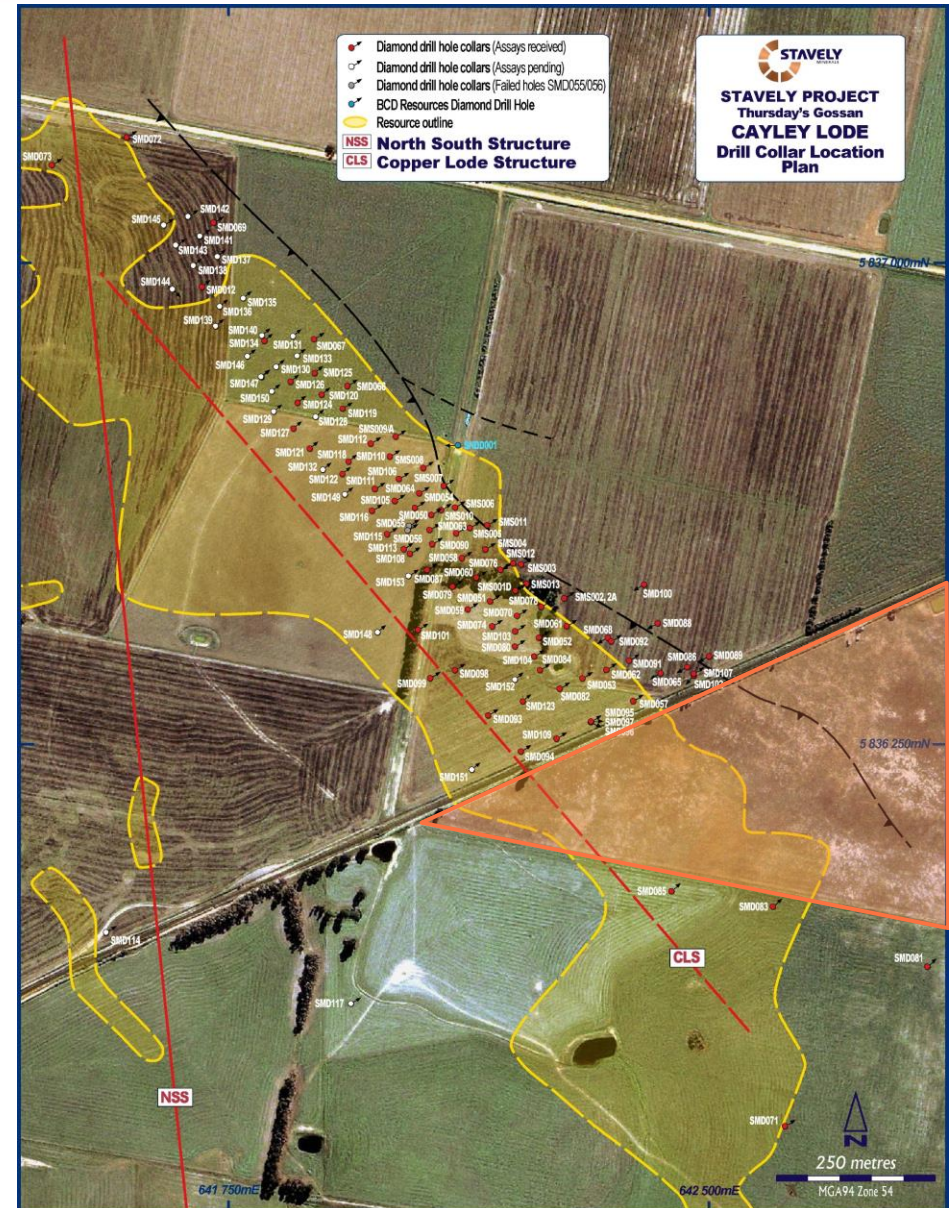 Diamond drill hole collars (Assays received)
Diamond drill hole collars (Assays pending)
Diamond drill hole collars (Failed holes SMD055/056)
BCD Resources Diamond Drill Hole
Resource outline
NSS North South Structure
CLS Copper Lode Structure
STAVELY
MINERALS
STAVELY PROJECT
Thursday's Gossan
CAYLEY LODE
Drill Collar Location
Plan
SMD072
SMD073
SMD142
SMD145
SMD069
SMD141
SMD143
SMD137
5 837 000mN
SMD138
SMD144
SMD012
SMD135
SMD136
SMD139
SMD140
SMD134
SMD131
SMD067
SMD133
SMD146
SMD130
SMD125
SMD147
SMD126
SMD066
SMD150
SMD120
SMD124
SMD119
SMD129
SMD128
SMD127
SMS009/A
SMD112
SNDD001
SMD121
SMD118
SMD110
SMS008
SMD132
SMD122
SMD106
SMS007
SMD111
SMD064
SMD054
SMD149
SMD105
SMD116
SMD050
SMS010
SMS006
SMD055
SMD063
SMS011
SMD115
SMD056
SMD090
SMS004
SMD113
SMD108
SMD058
SMD076
SMS012
SMS003
SMD153
SMD087
SMD060
SMS001D
SMS013
SMD079
SMD051
SMD078
SMS002, 2A
SMD100
SMD059
SMD070
SMD148
SMD101
SMD074
SMD061
SMD068
SMD088
SMD103
SMD052
SMD092
SMD080
SMD104
SMD084
SMD091
SMD086
SMD089
SMD099
SMD098
SMD152
SMD053
SMD062
SMD065
SMD107
SMD082
SMD123
SMD057
SMD093
SMD095
SMD097
SMD109
SMD094
5 836 250mN
SMD151
SMD085
SMD083
SMD114
CLS
SMD081
SMD117
NSS
SMD071
N
250 metres
641 750mE
642 500mE
MGA94 Zone 54